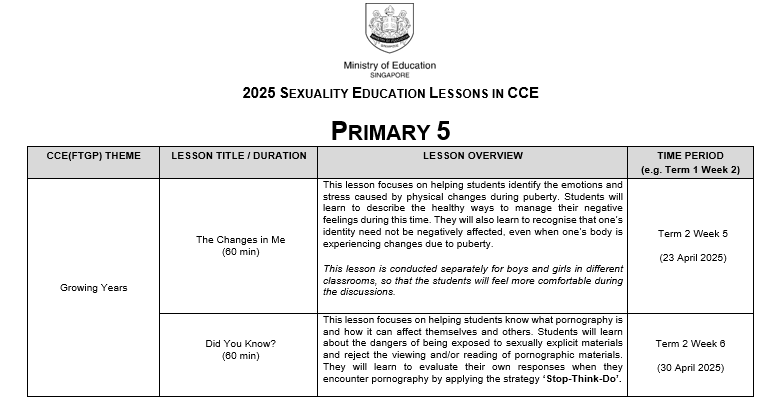 Ministry of Education
SINGAPORE
2025 SEXUALITY EDUCATION LESSONS IN CCE
PRIMARY 5
CCE(FTGP) THEME
LESSON TITLE / DURATION
LESSON OVERVIEW
TIME PERIOD
(e.g. Term 1 Week 2)
Growing Years
The Changes in Me
(60 min)
This lesson focuses on helping students identify the emotions and
stress caused by physical changes during puberty. Students will
learn to describe the healthy ways to manage their negative
feelings during this time. They will also learn to recognise that one's
identity need not be negatively affected, even when one's body is
experiencing changes due to puberty.
This lesson is conducted separately for boys and girls in different
classrooms, so that the students will feel more comfortable during
the discussions.
Term 2 Week 5
(23 April 2025)
Did You Know?
(60 min)
This lesson focuses on helping students know what pornography is
and how it can affect themselves and others. Students will learn
about the dangers of being exposed to sexually explicit materials
and reject the viewing and/or reading of pornographic materials.
They will learn to evaluate their own responses when they
encounter pornography by applying the strategy ‘Stop-Think-Do’.
Term 2 Week 6
(30 April 2025)